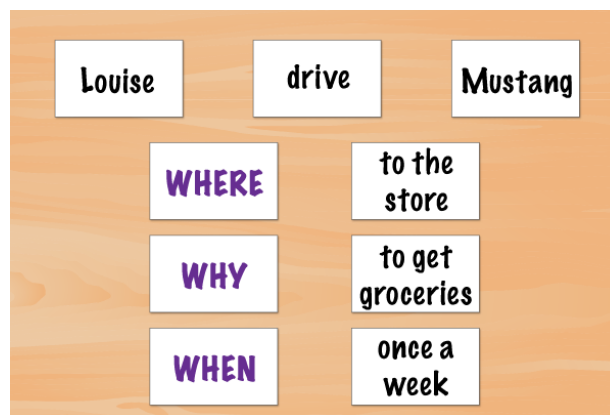 Louise drive Mustang
WHERE to the
store
WHY to get
groceries
WHEN once a
week